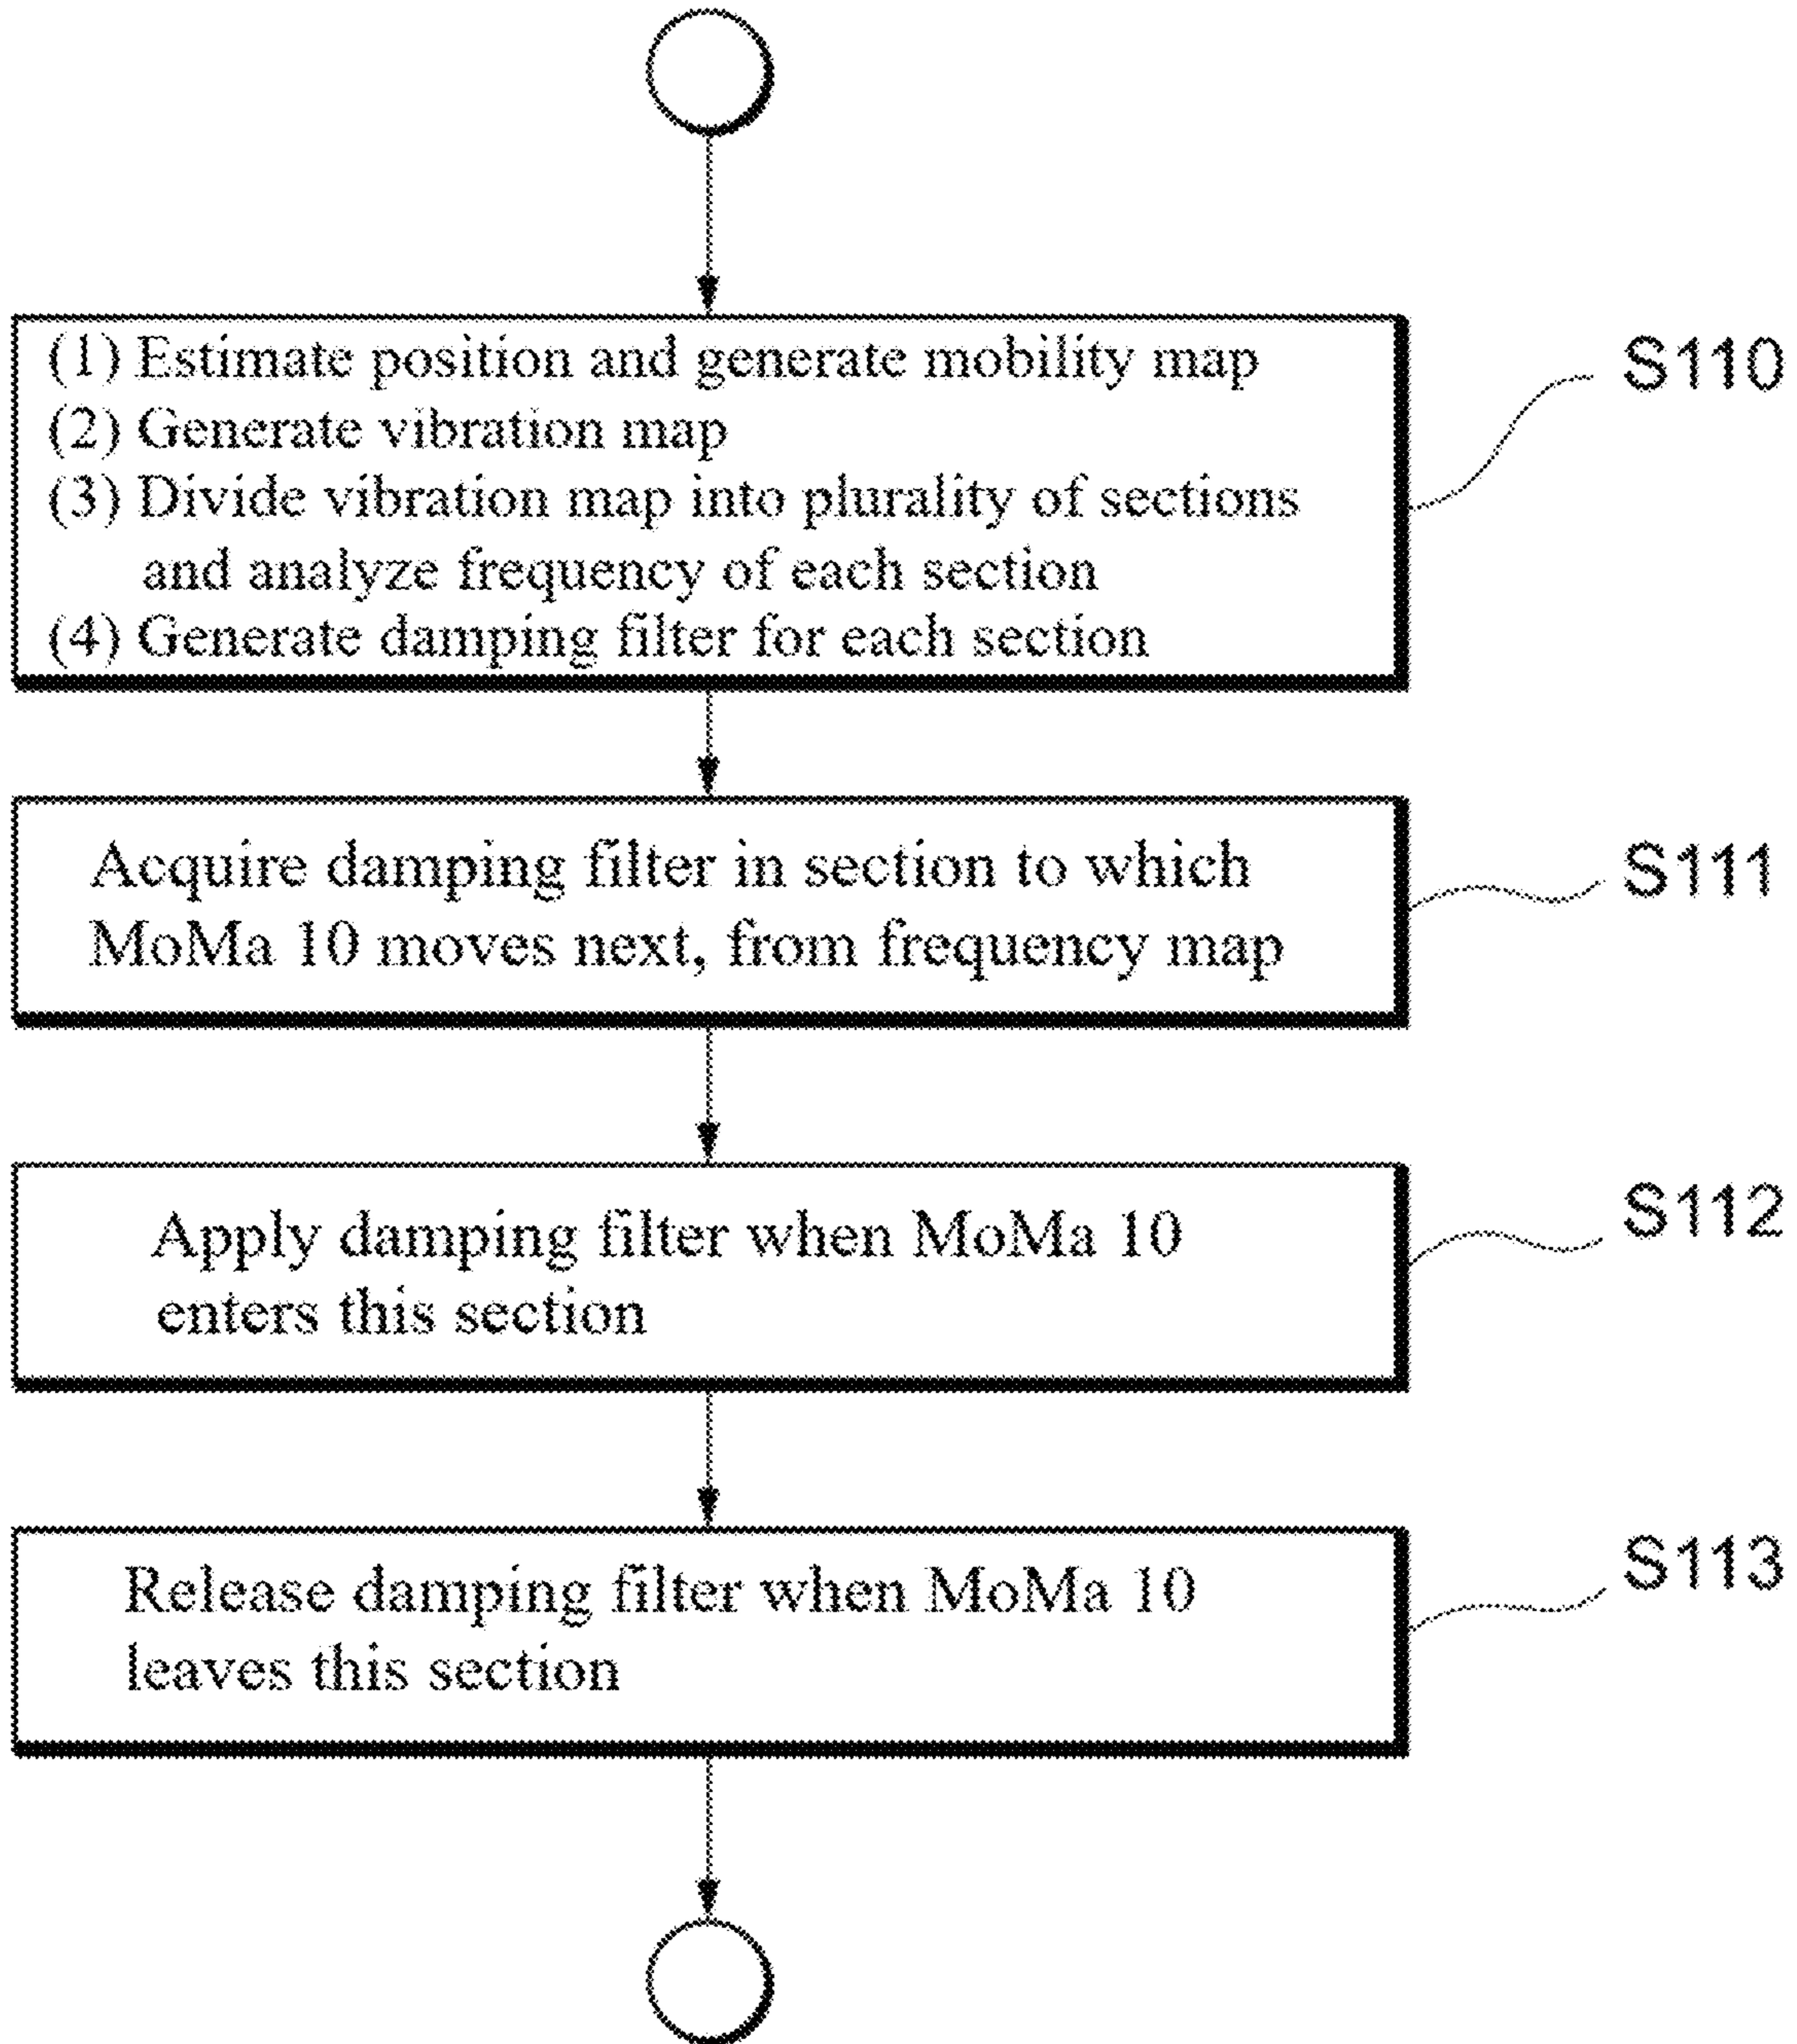 (1) Estimate position and generate mobility map
(2) Generate vibration map
(3) Divide vibration map into plurality of sections
and analyze frequency of each section
(4) Generate damping filter for each section
S110
Acquire damping filter in section to which
MoMa 10 moves next, from frequency map
S111
Apply damping filter when MoMa 10
enters this section
S112
Release damping filter when MoMa 10
leaves this section
S113